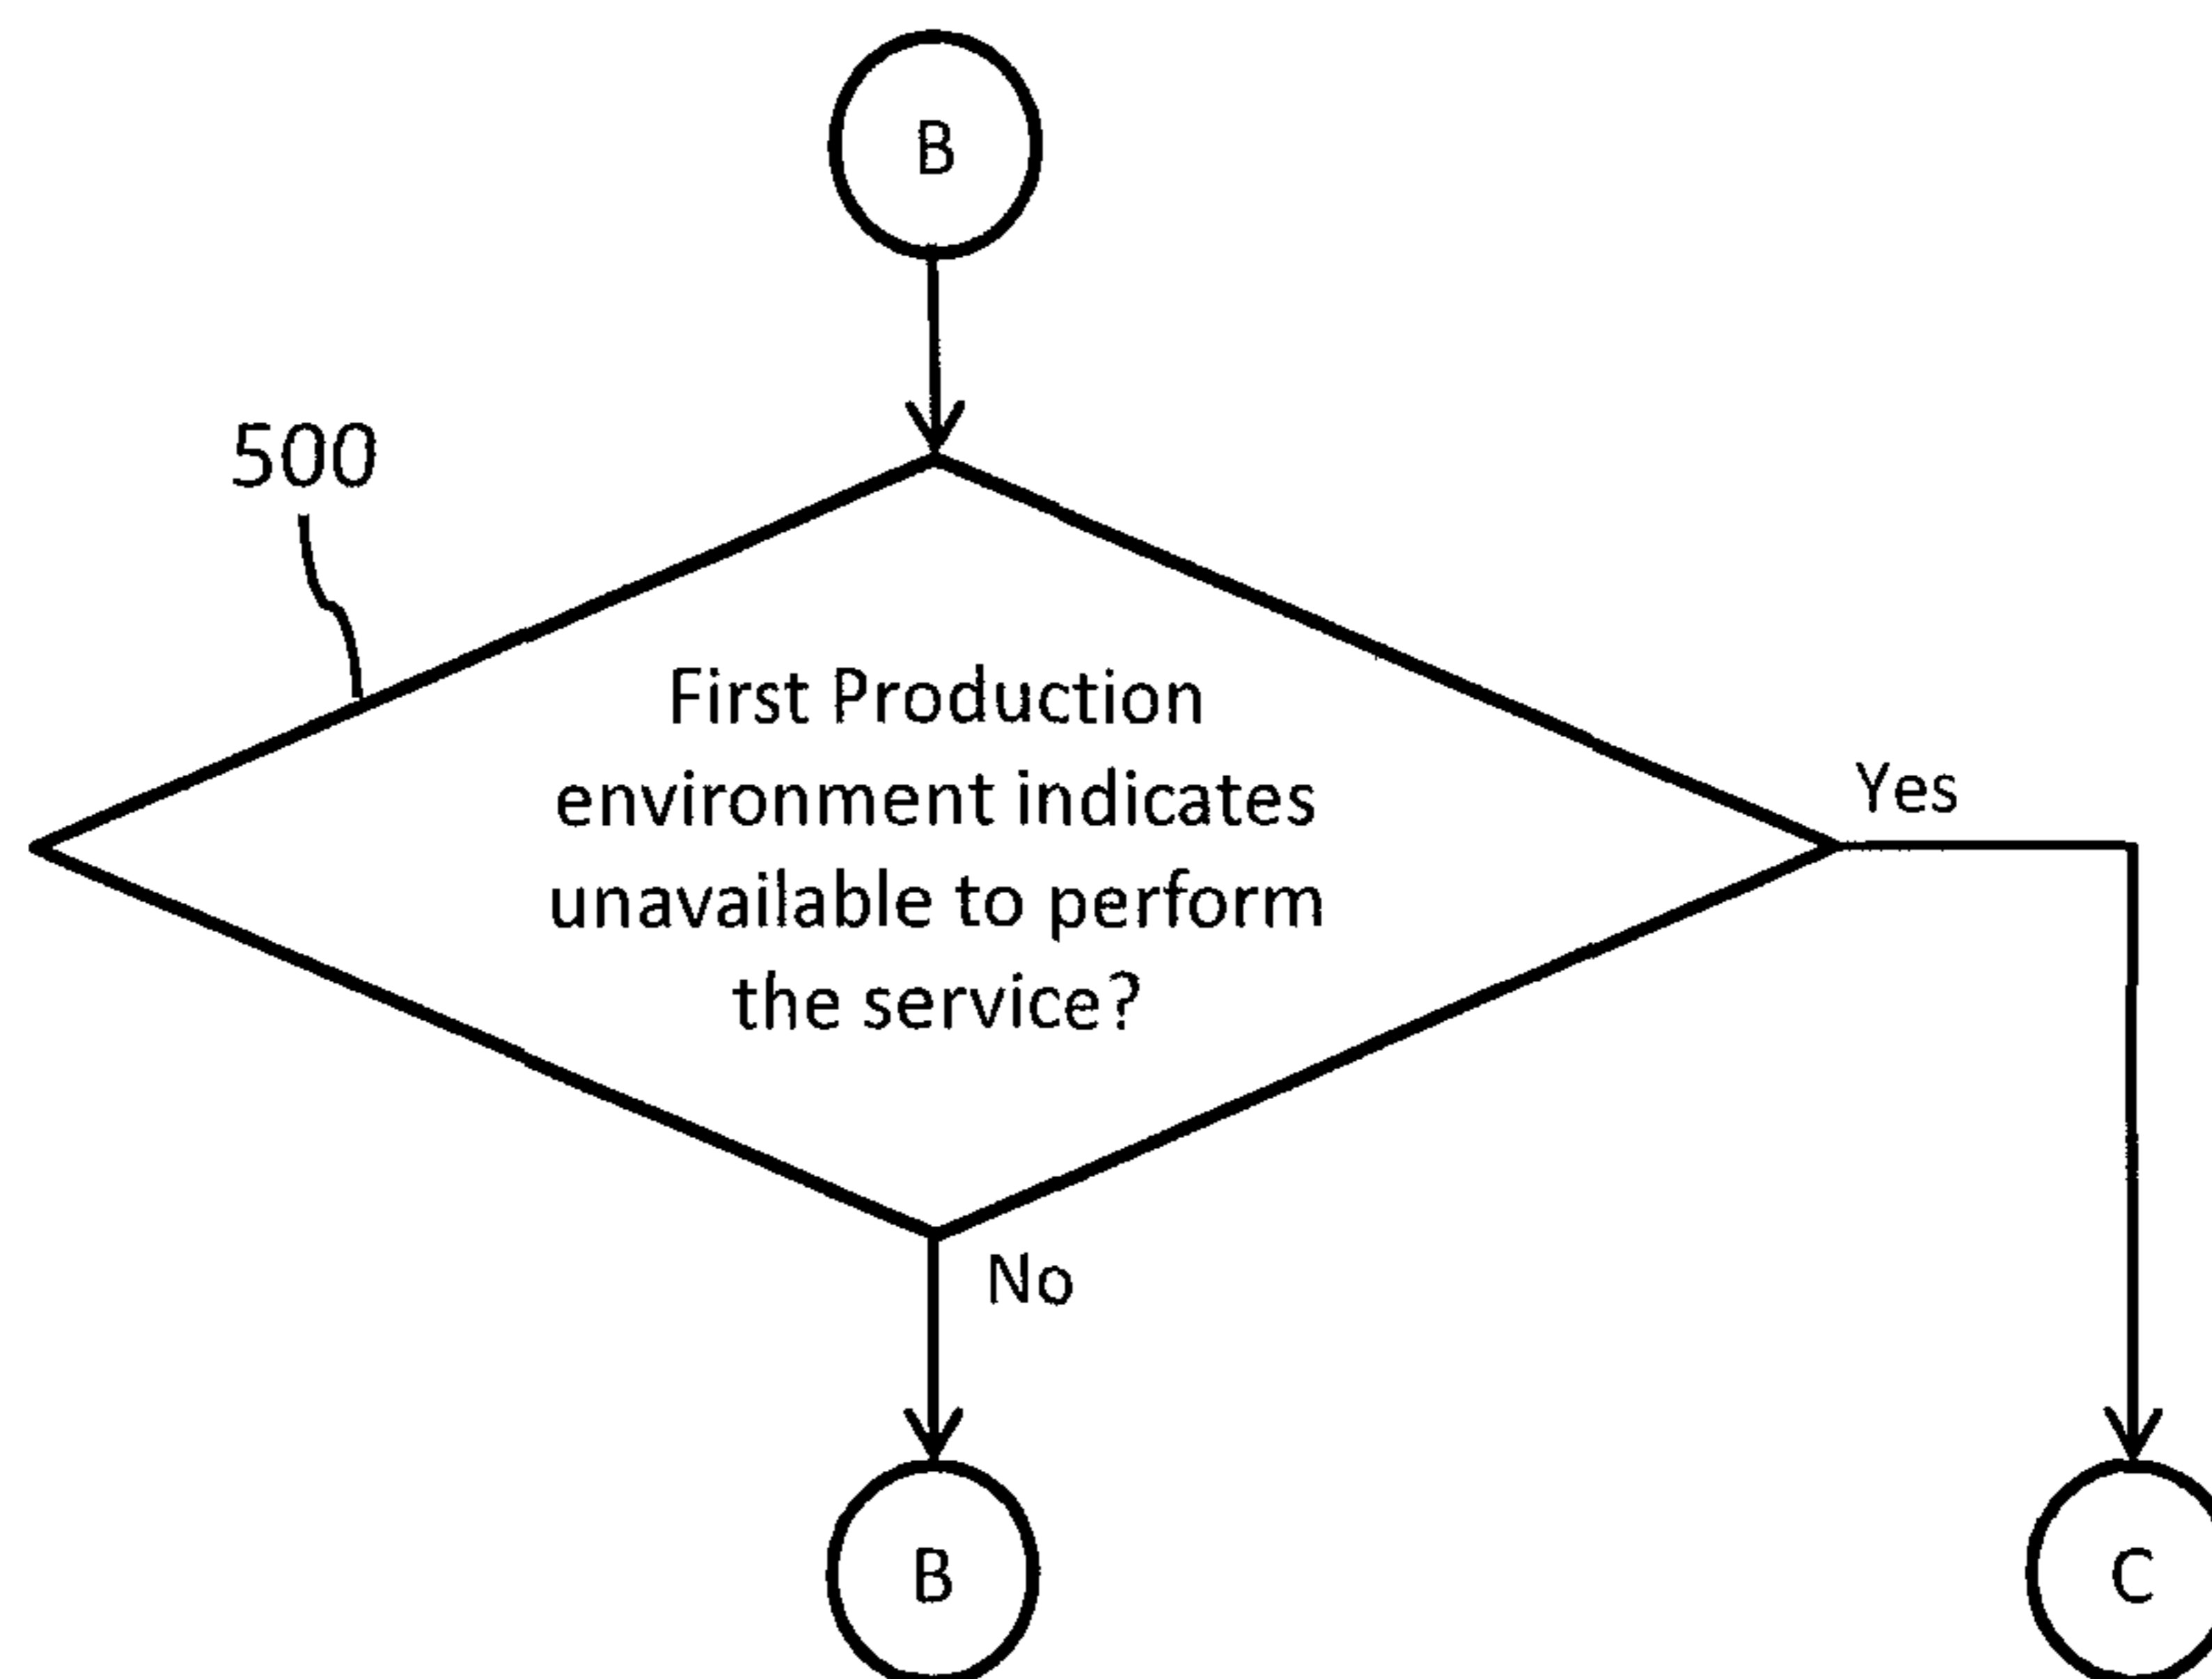 B
500
First Production
environment indicates
unavailable to perform
the service?
Yes
No
B
C